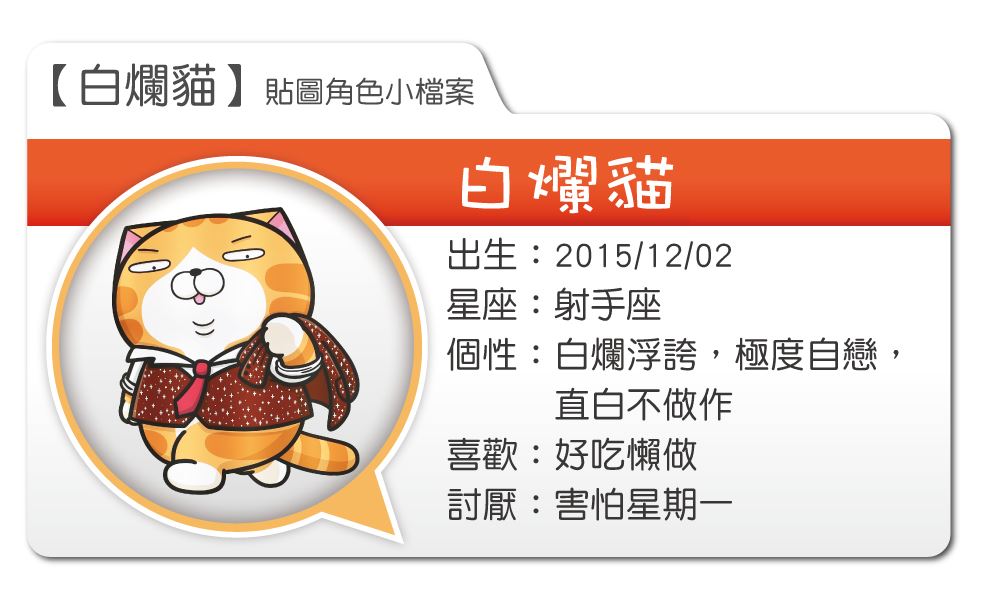 【白爛貓】貼圖角色小檔案
白爛貓
出生：2015/12/02
星座：射手座
個性：白爛浮誇，極度自戀，
直白不做作
喜歡：好吃懶做
討厭：害怕星期一